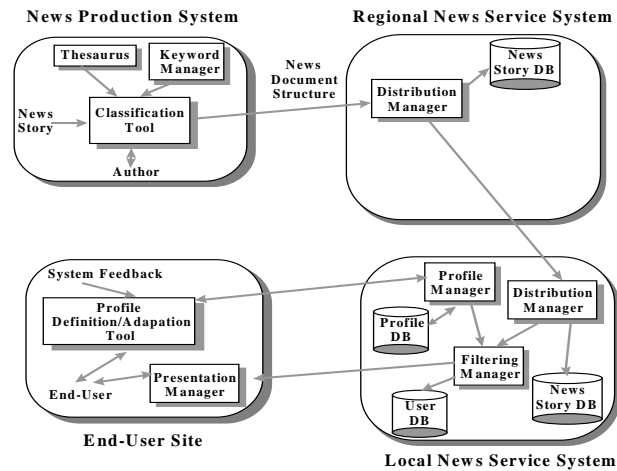 News Production System
Thesaurus
Keyword
Manager
News
Story
Classification
Tool
Author
News
Document
Structure
Regional News Service System
Distribution
Manager
News
Story DB
System Feedback
Profile
Definition/Adapation
Tool
End-User
Presentation
Manager
End-User Site
Profile
Manager
Distribution
Manager
Profile
DB
Filtering
Manager
User
DB
News
Story DB
Local News Service System